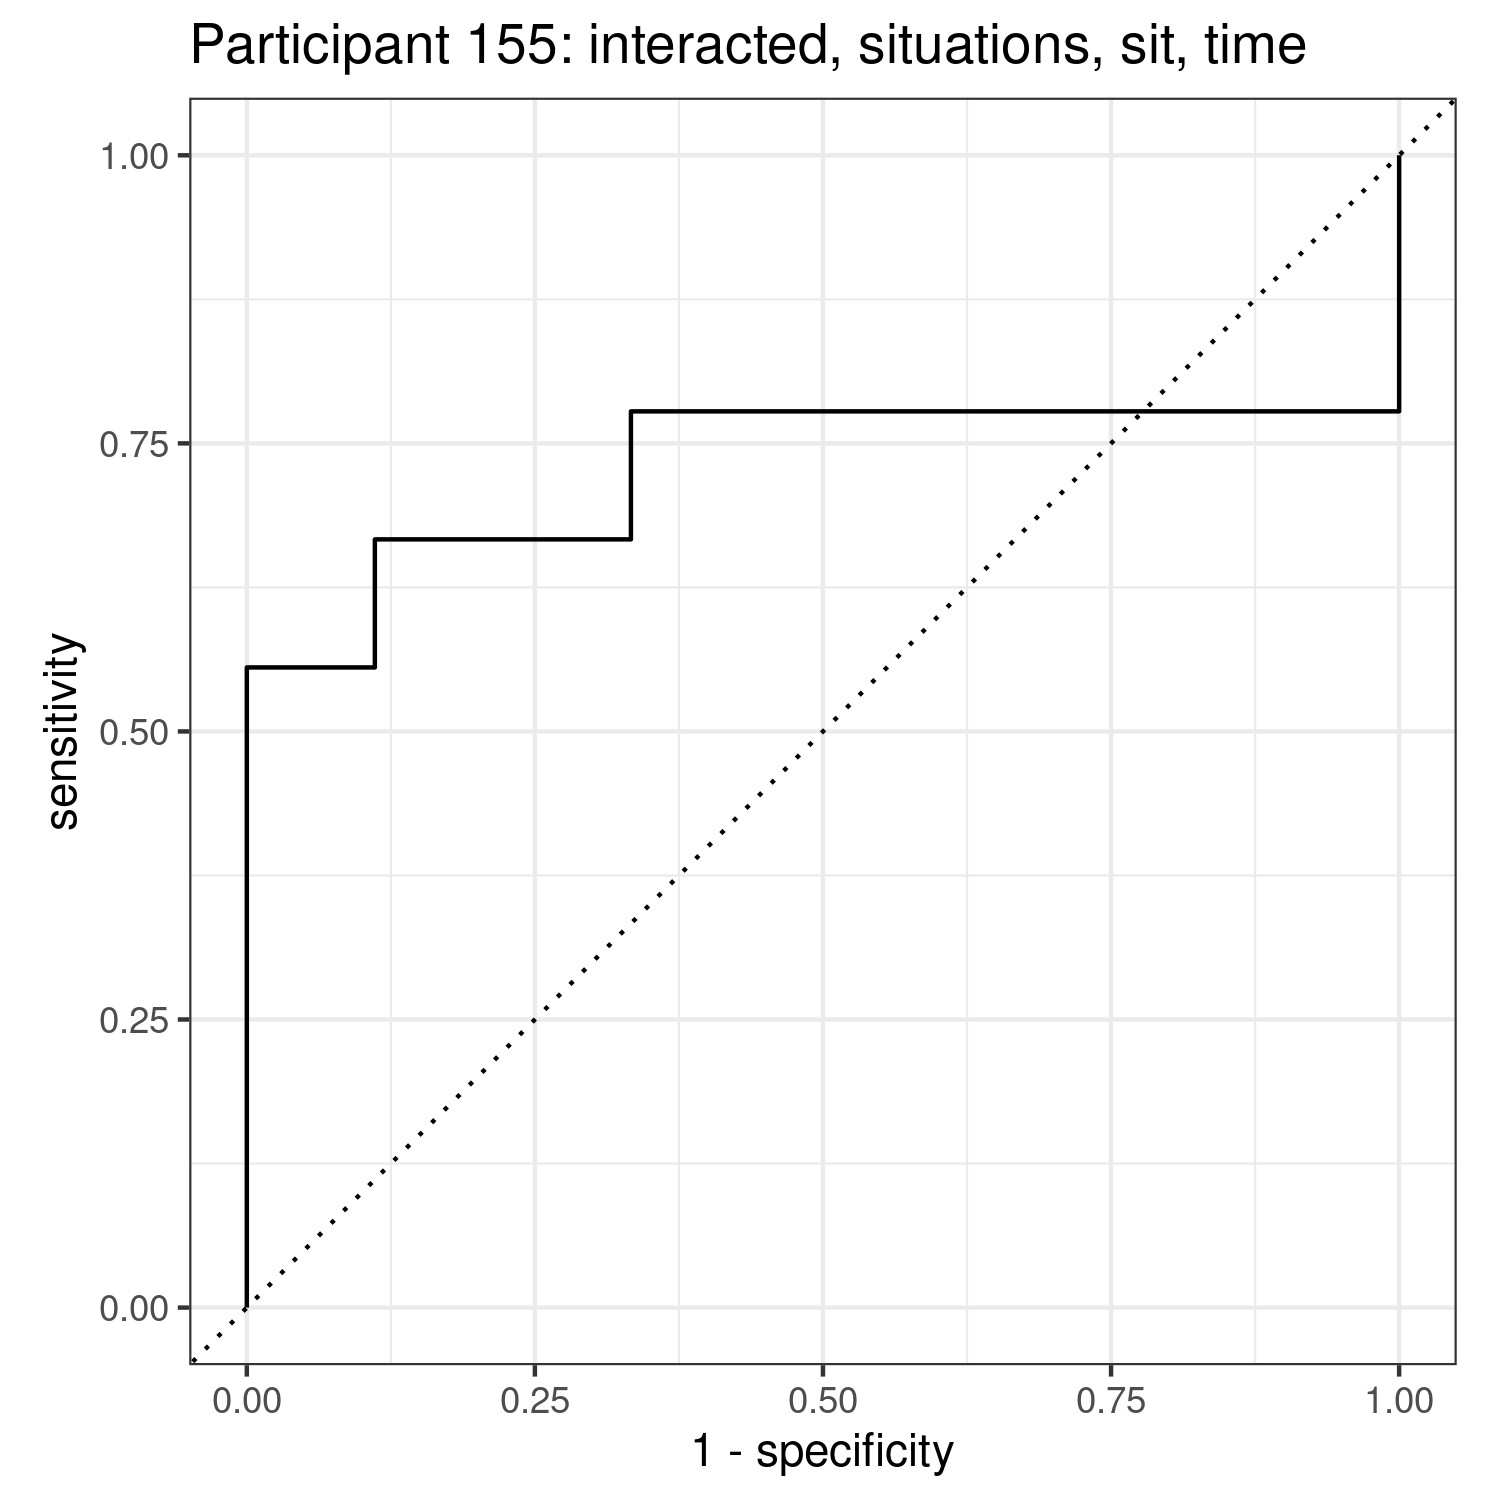 Participant 155: interacted, situations, sit, time
1.00
0.75
0.50
0.25
0.00
sensitivity
0.00 0.25 0.50 0.75 1.00
1 - specificity